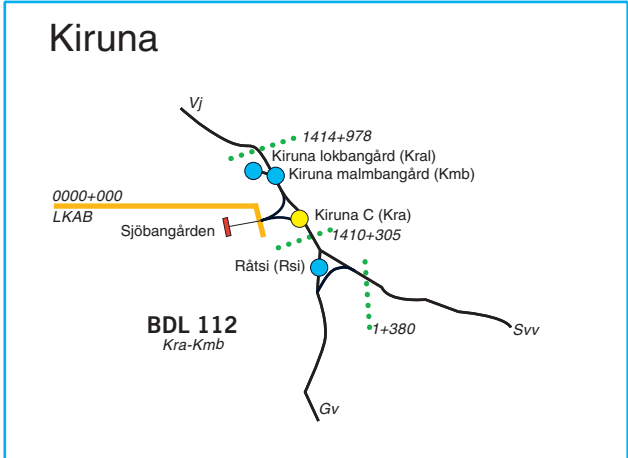 Kiruna
Vj
1414+978
Kiruna lokbangård (Kral)
Kiruna malmbangård (Kmb)
0000+000
LKAB
Kiruna C (Kra)
Sjöbangården
1410+305
Råtsi (Rsi)
BDL 112
Kra-Kmb
1+380
Svv
Gv